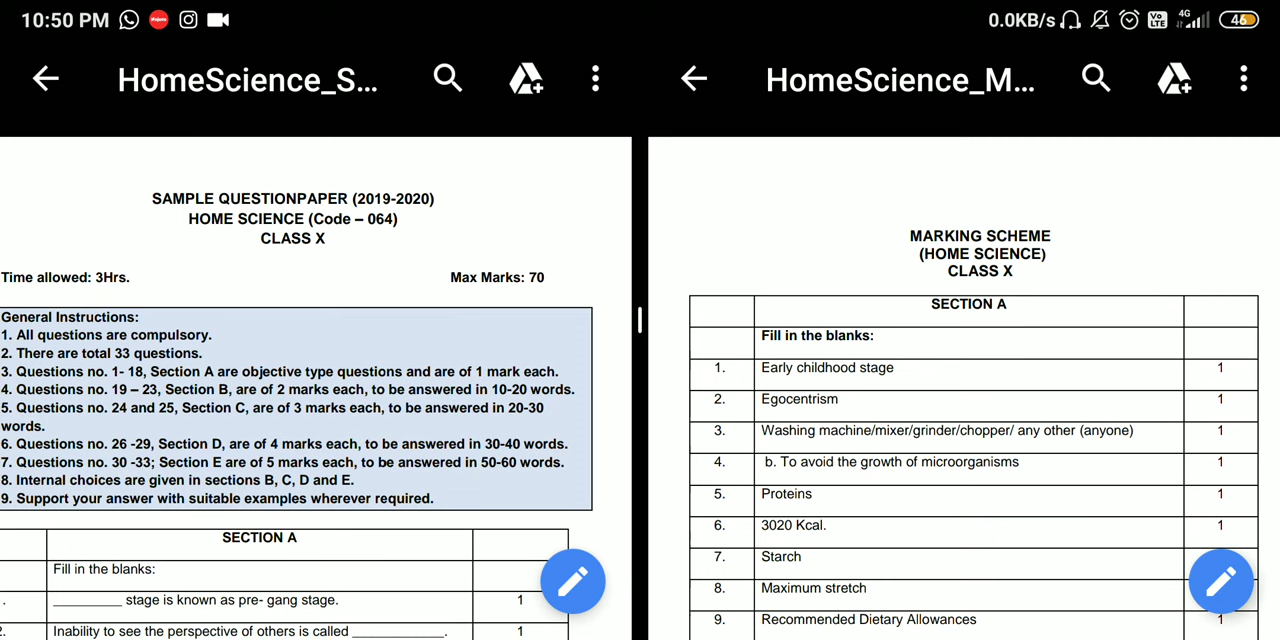 10:50 PM
0.0KB/s
Vo LTE
4G
46
HomeScience_S...
HomeScience_M...
SAMPLE QUESTIONPAPER (2019-2020)
HOME SCIENCE (Code – 064)
CLASS X
Time allowed: 3Hrs. Max Marks: 70
General Instructions:
1. All questions are compulsory.
2. There are total 33 questions.
3. Questions no. 1- 18, Section A are objective type questions and are of 1 mark each.
4. Questions no. 19 – 23, Section B, are of 2 marks each, to be answered in 10-20 words.
5. Questions no. 24 and 25, Section C, are of 3 marks each, to be answered in 20-30
words.
6. Questions no. 26 -29, Section D, are of 4 marks each, to be answered in 30-40 words.
7. Questions no. 30 -33; Section E are of 5 marks each, to be answered in 50-60 words.
8. Internal choices are given in sections B, C, D and E.
9. Support your answer with suitable examples wherever required.
SECTION A
Fill in the blanks:
. _________ stage is known as pre- gang stage. 1
2. Inability to see the perspective of others is called ____________. 1
MARKING SCHEME
(HOME SCIENCE)
CLASS X
SECTION A
Fill in the blanks:
1. Early childhood stage 1
2. Egocentrism 1
3. Washing machine/mixer/grinder/chopper/ any other (anyone) 1
4. b. To avoid the growth of microorganisms 1
5. Proteins 1
6. 3020 Kcal. 1
7. Starch
8. Maximum stretch
9. Recommended Dietary Allowances 1